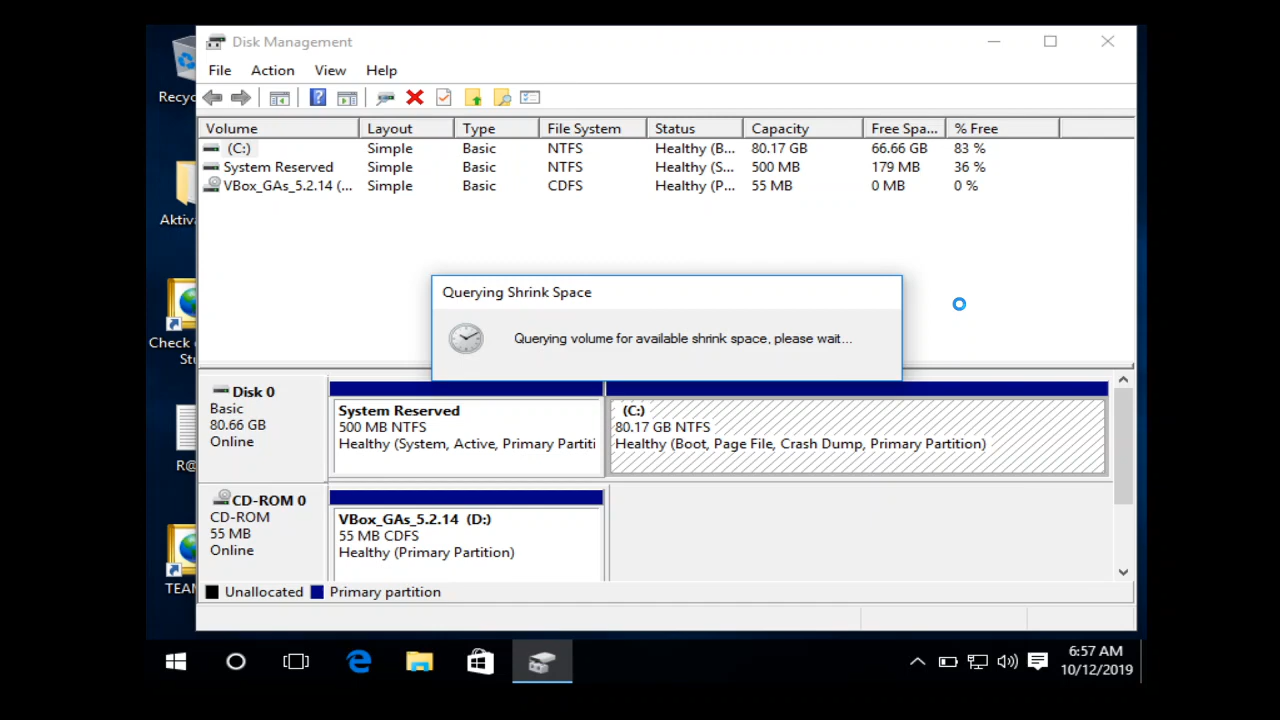 Disk Management
File Action View Help
Volume Layout Type File System Status Capacity Free Spa... % Free
(C:) Simple Basic NTFS Healthy (B... 80.17 GB 66.66 GB 83 %
System Reserved Simple Basic NTFS Healthy (S... 500 MB 179 MB 36 %
VBox_GAs_5.2.14 (... Simple Basic CDFS Healthy (P... 55 MB 0 MB 0 %
Recyc
Aktiva
Check
Stu
R@
TEAM
Querying Shrink Space
Querying volume for available shrink space, please wait...
Disk 0
Basic
80.66 GB
Online
System Reserved
500 MB NTFS
Healthy (System, Active, Primary Partiti
(C:)
80.17 GB NTFS
Healthy (Boot, Page File, Crash Dump, Primary Partition)
CD-ROM 0
CD-ROM
55 MB
Online
VBox_GAs_5.2.14 (D:)
55 MB CDFS
Healthy (Primary Partition)
Unallocated Primary partition
6:57 AM
10/12/2019